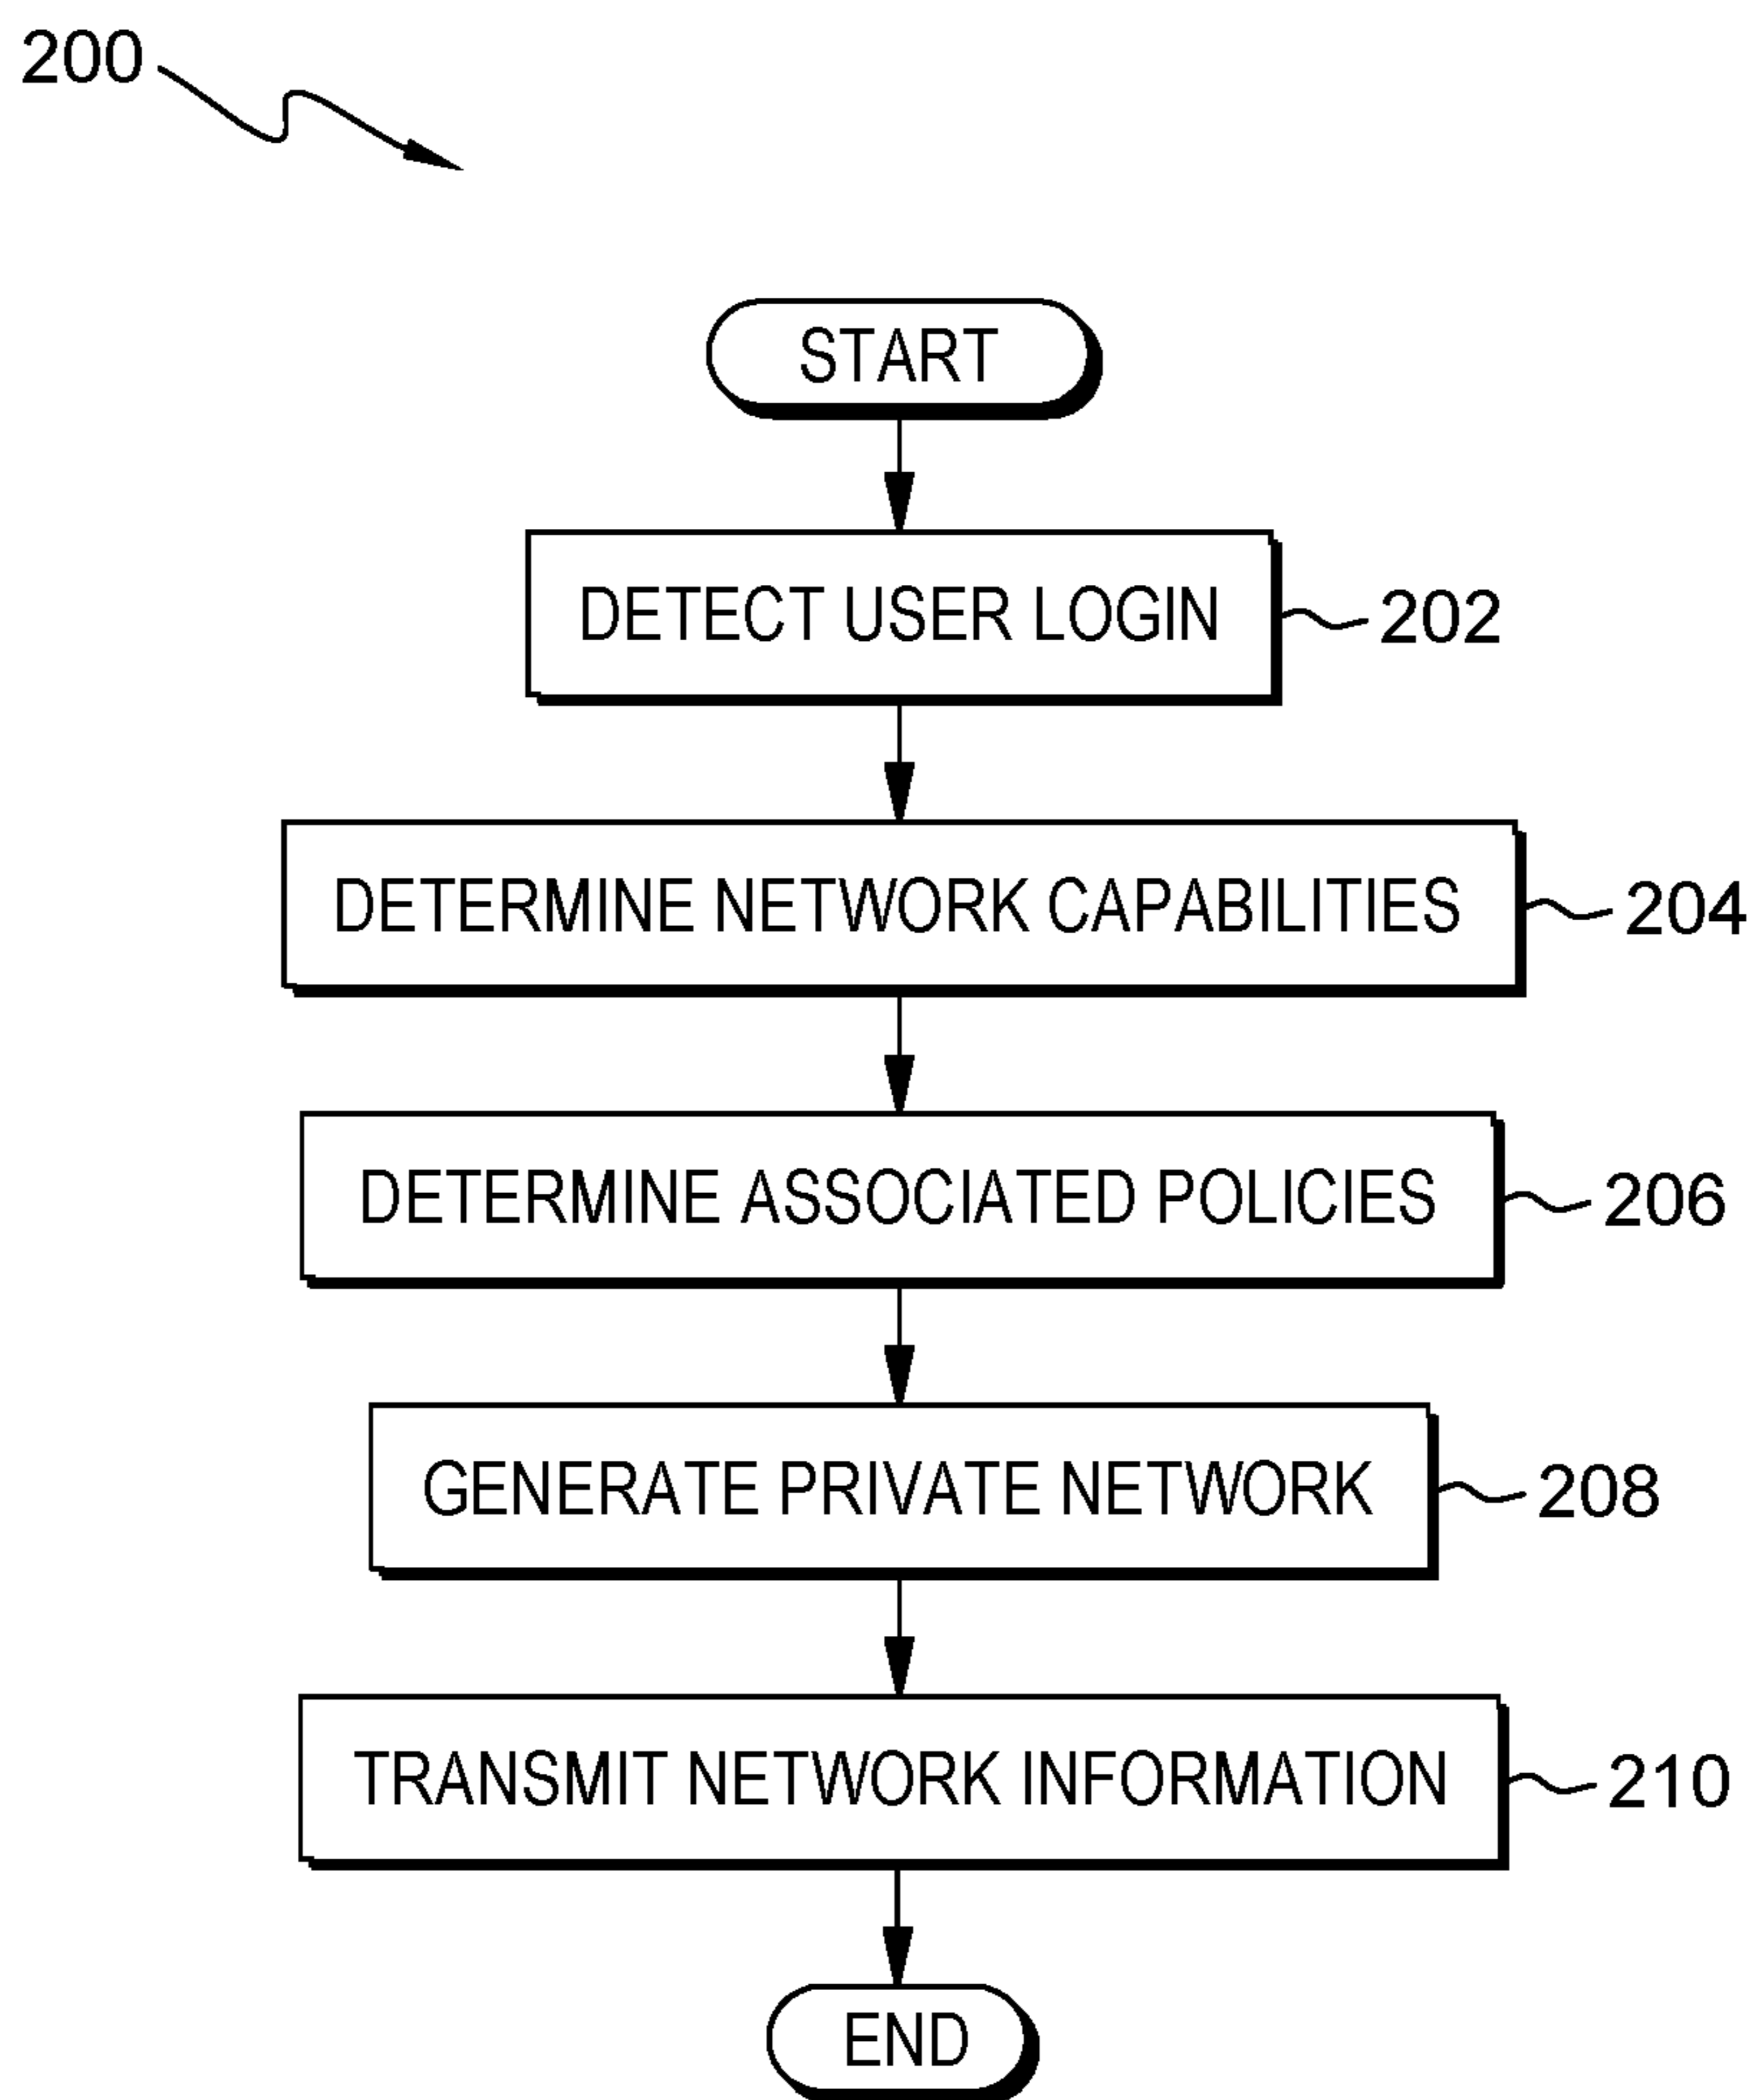 200
START
DETECT USER LOGIN
202
DETERMINE NETWORK CAPABILITIES
204
DETERMINE ASSOCIATED POLICIES
206
GENERATE PRIVATE NETWORK
208
TRANSMIT NETWORK INFORMATION
210
END